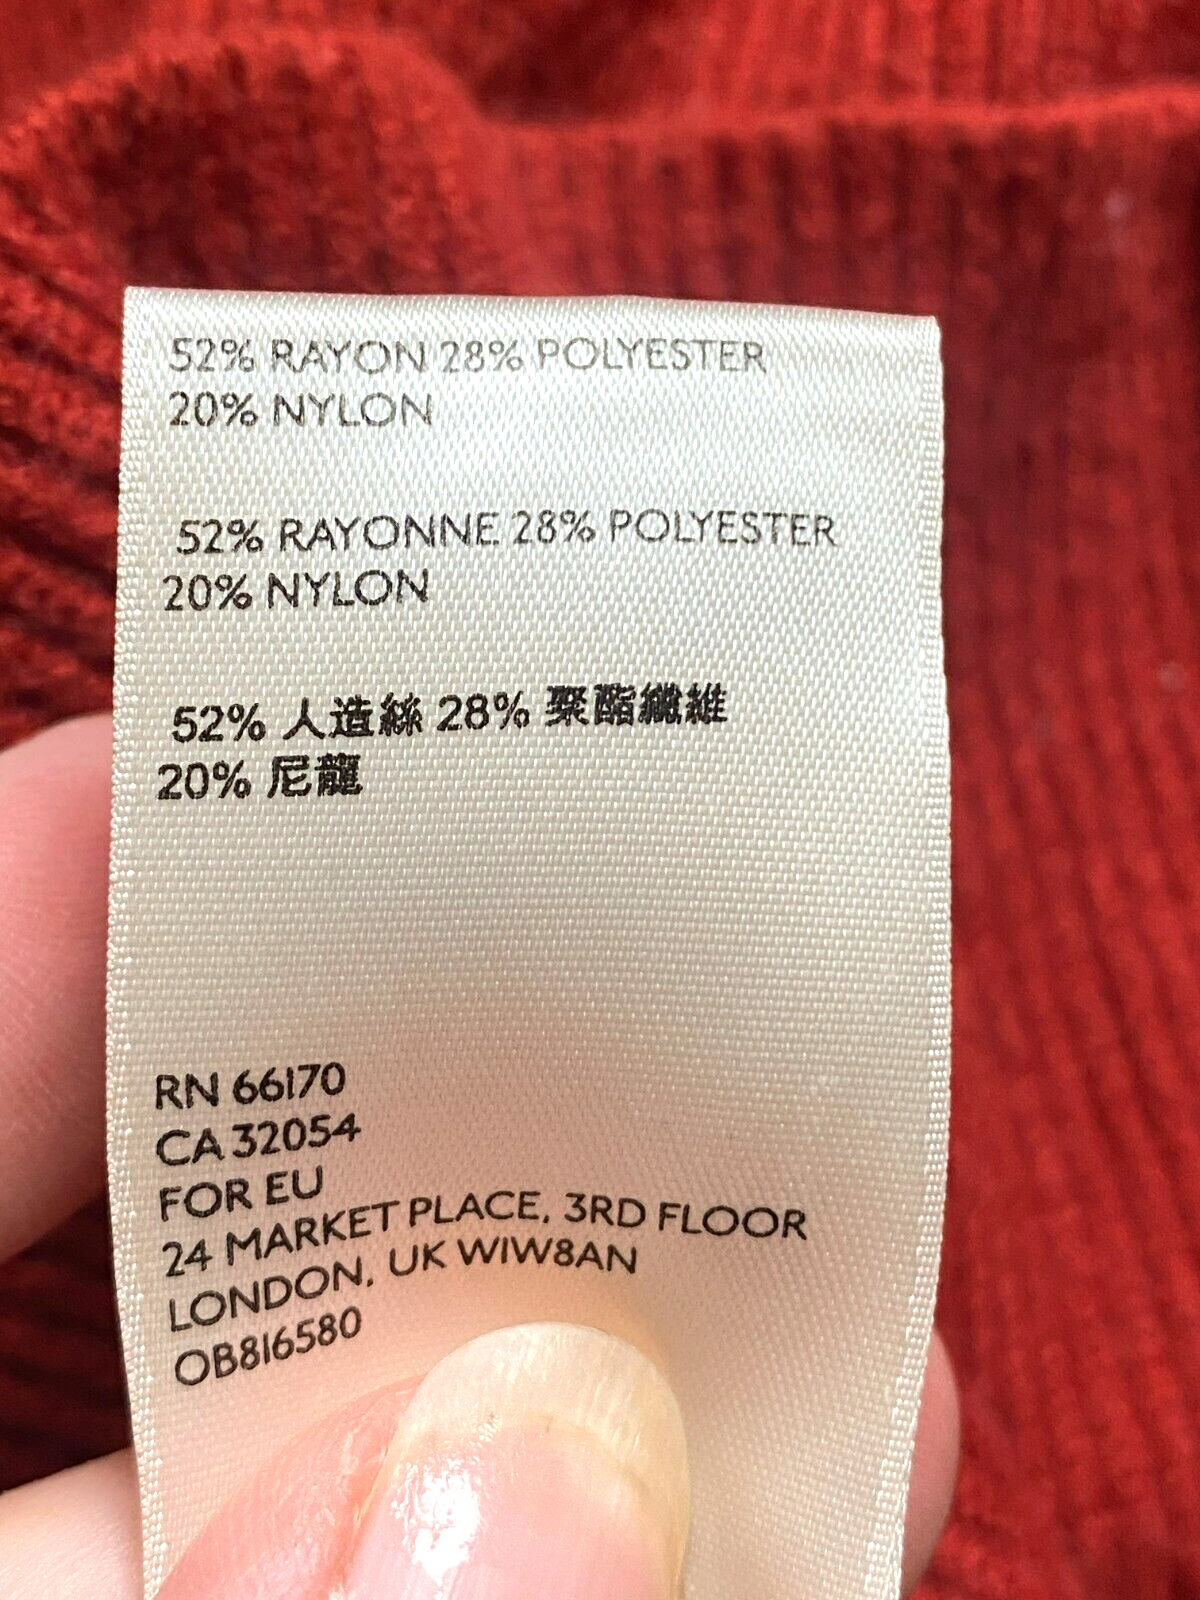 52% RAYON 28% POLYESTER
20% NYLON
52% RAYONNE 28% POLYESTER
20% NYLON
52% 人造絲 28% 聚酯纖維
20% 尼龍
RN 66170
CA 32054
FOR EU
24 MARKET PLACE, 3RD FLOOR
LONDON, UK W1W8AN
OB816580